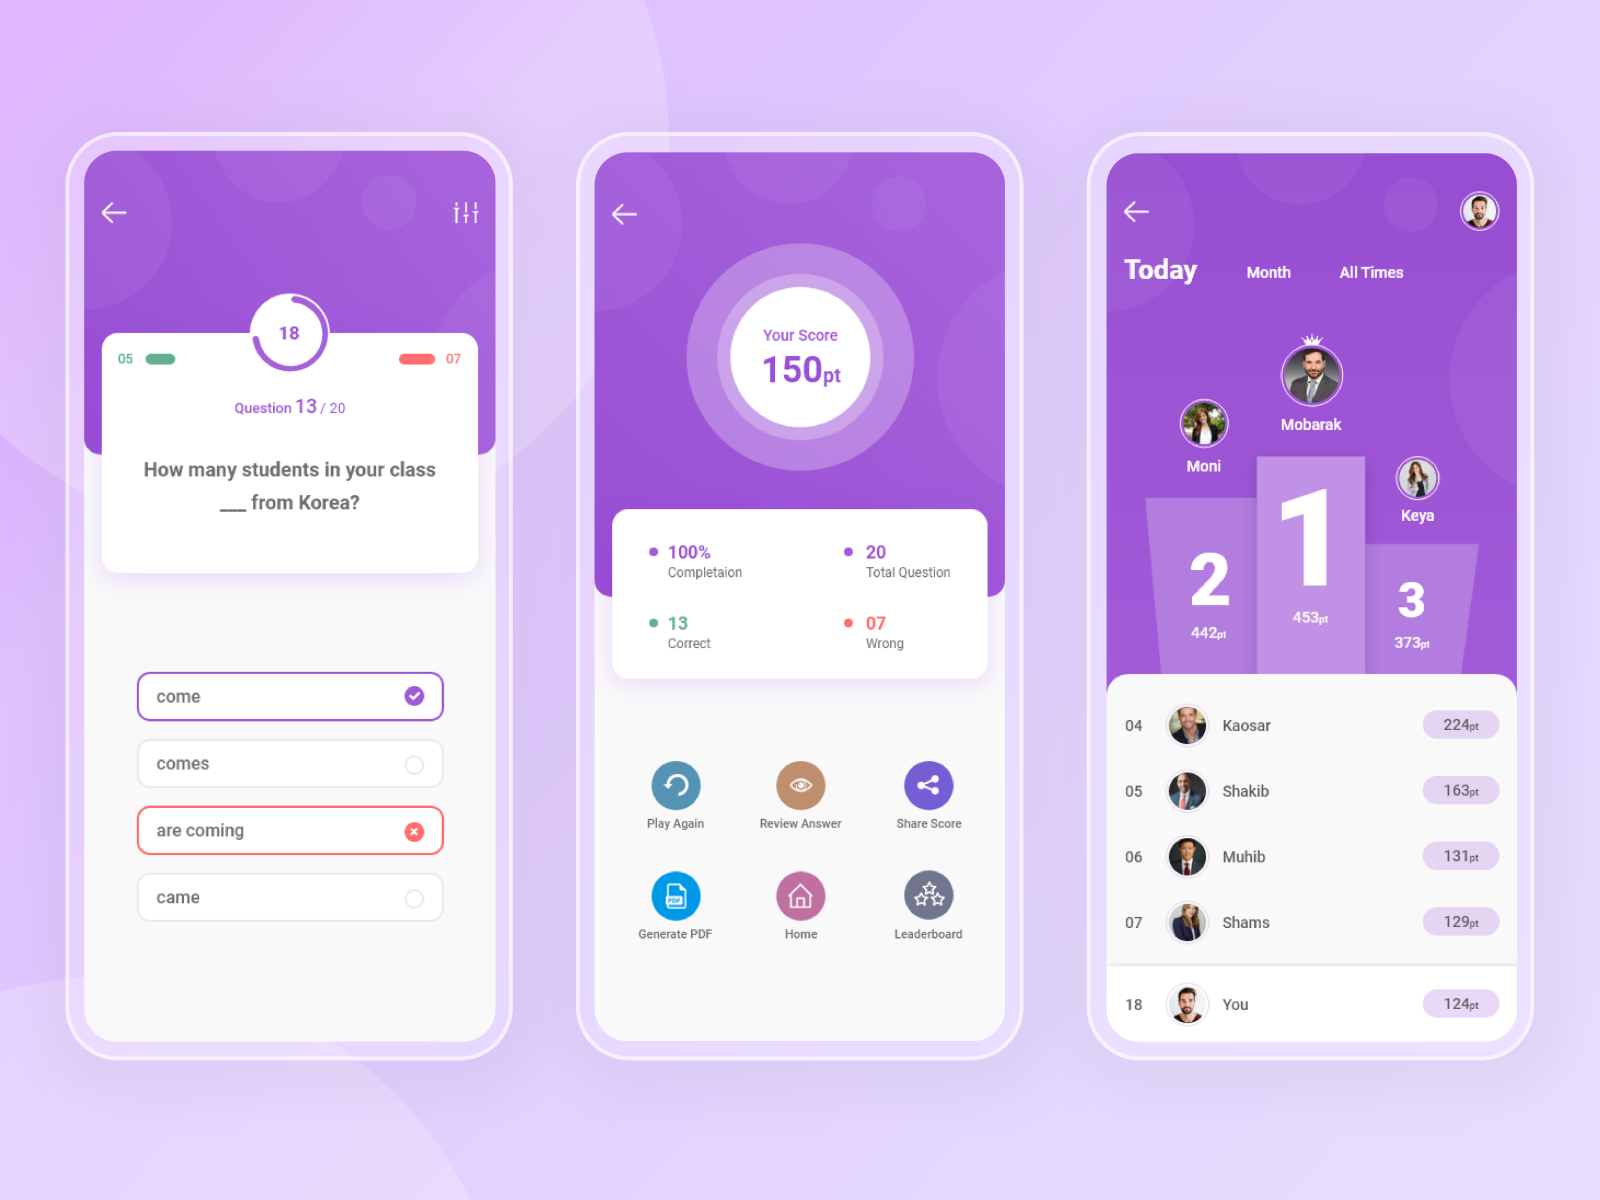 18
05
07
Question 13 / 20
How many students in your class
___ from Korea?
come
comes
are coming
came
Your Score
150pt
100%
Completaion
20
Total Question
13
Correct
07
Wrong
Play Again
Review Answer
Share Score
PDF
Generate PDF
Home
Leaderboard
Today
Month
All Times
Mobarak
Moni
Keya
1
453pt
2
442pt
3
373pt
04 Kaosar 224pt
05 Shakib 163pt
06 Muhib 131pt
07 Shams 129pt
18 You 124pt